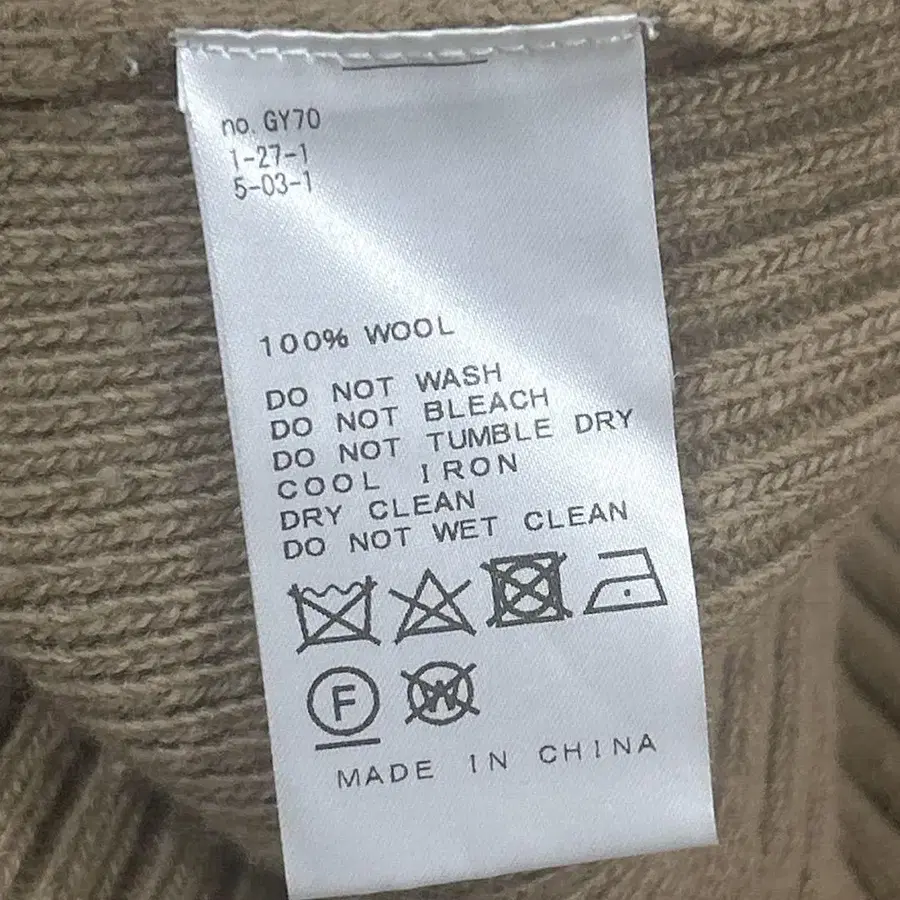 no. GY70
1-27-1
5-03-1
100% WOOL
DO NOT WASH
DO NOT BLEACH
DO NOT TUMBLE DRY
COOL IRON
DRY CLEAN
DO NOT WET CLEAN
F W
MADE IN CHINA